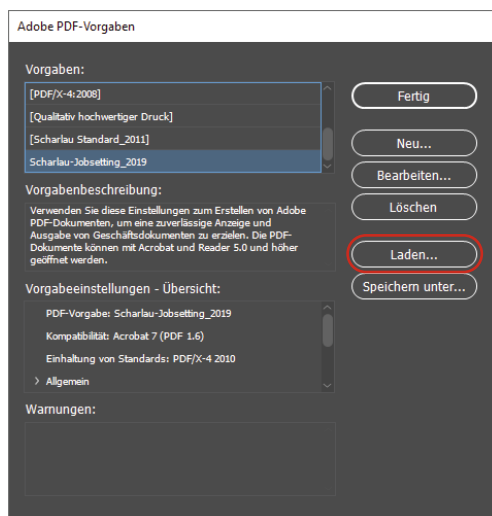 Adobe PDF-Vorgaben
Vorgaben:
[PDF/X-4:2008]
[Qualitativ hochwertiger Druck]
[Scharlau Standard_2011]
Scharlau-Jobsetting_2019
Fertig
Neu...
Bearbeiten...
Löschen
Laden...
Speichern unter...
Vorgabenbeschreibung:
Verwenden Sie diese Einstellungen zum Erstellen von Adobe
PDF-Dokumenten, um eine zuverlässige Anzeige und
Ausgabe von Geschäftsdokumenten zu erzielen. Die PDF-
Dokumente können mit Acrobat und Reader 5.0 und höher
geöffnet werden.
Vorgabeeinstellungen - Übersicht:
PDF-Vorgabe: Scharlau-Jobsetting_2019
Kompatibilität: Acrobat 7 (PDF 1.6)
Einhaltung von Standards: PDF/X-4 2010
> Allgemein
Warnungen: